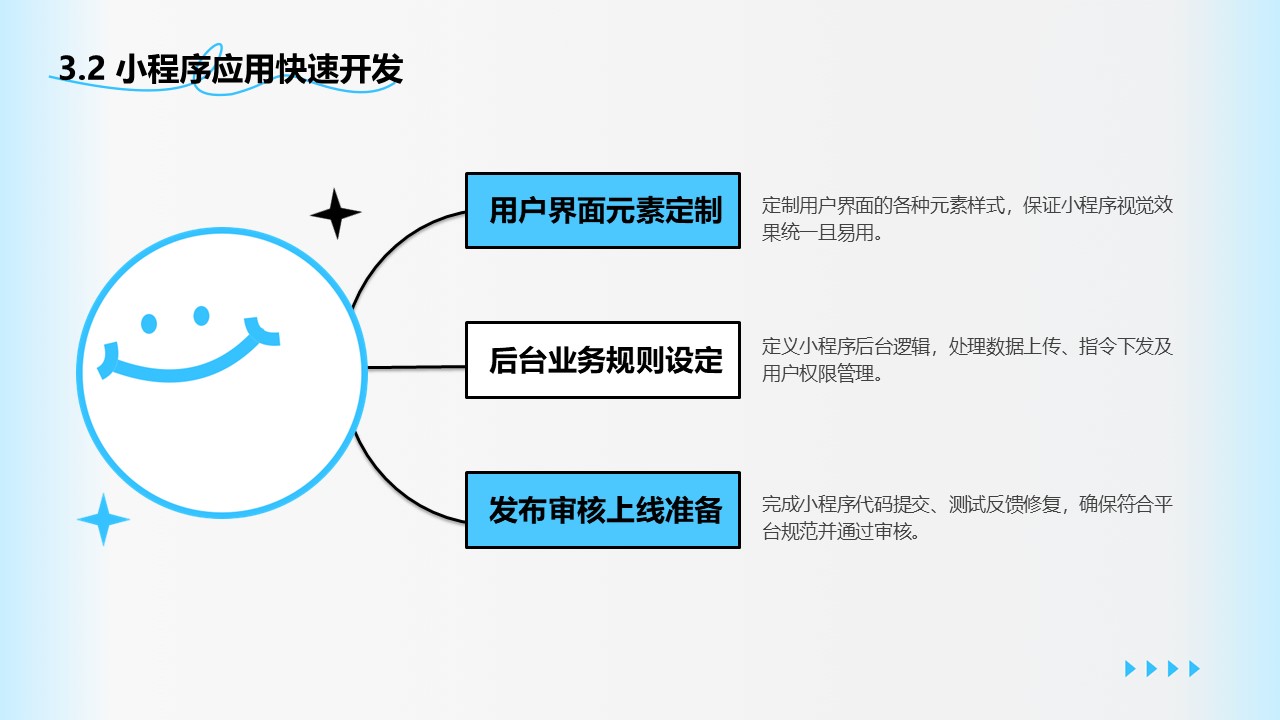 3.2 小程序应用快速开发
用户界面元素定制
定制用户界面的各种元素样式，保证小程序视觉效
果统一且易用。
后台业务规则设定
定义小程序后台逻辑，处理数据上传、指令下发及
用户权限管理。
发布审核上线准备
完成小程序代码提交、测试反馈修复，确保符合平
台规范并通过审核。